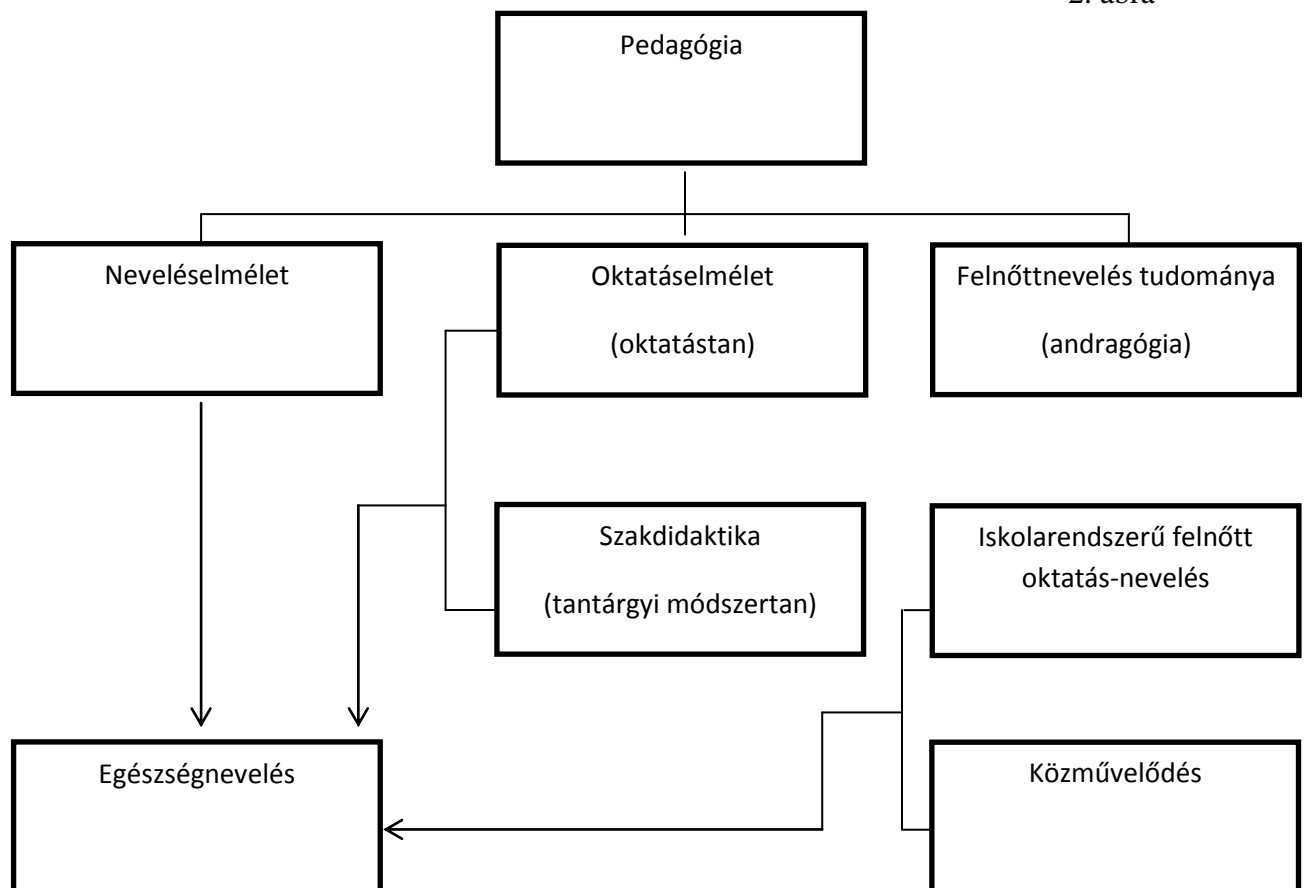 2. ábra
Pedagógia
Neveléselmélet
Oktatáselmélet
(oktatástan)
Felnőttnevelés tudománya
(andragógia)
Szakdidaktika
(tantárgyi módszertan)
Iskolarendszerű felnőtt
oktatás-nevelés
Egészségnevelés
Közművelődés